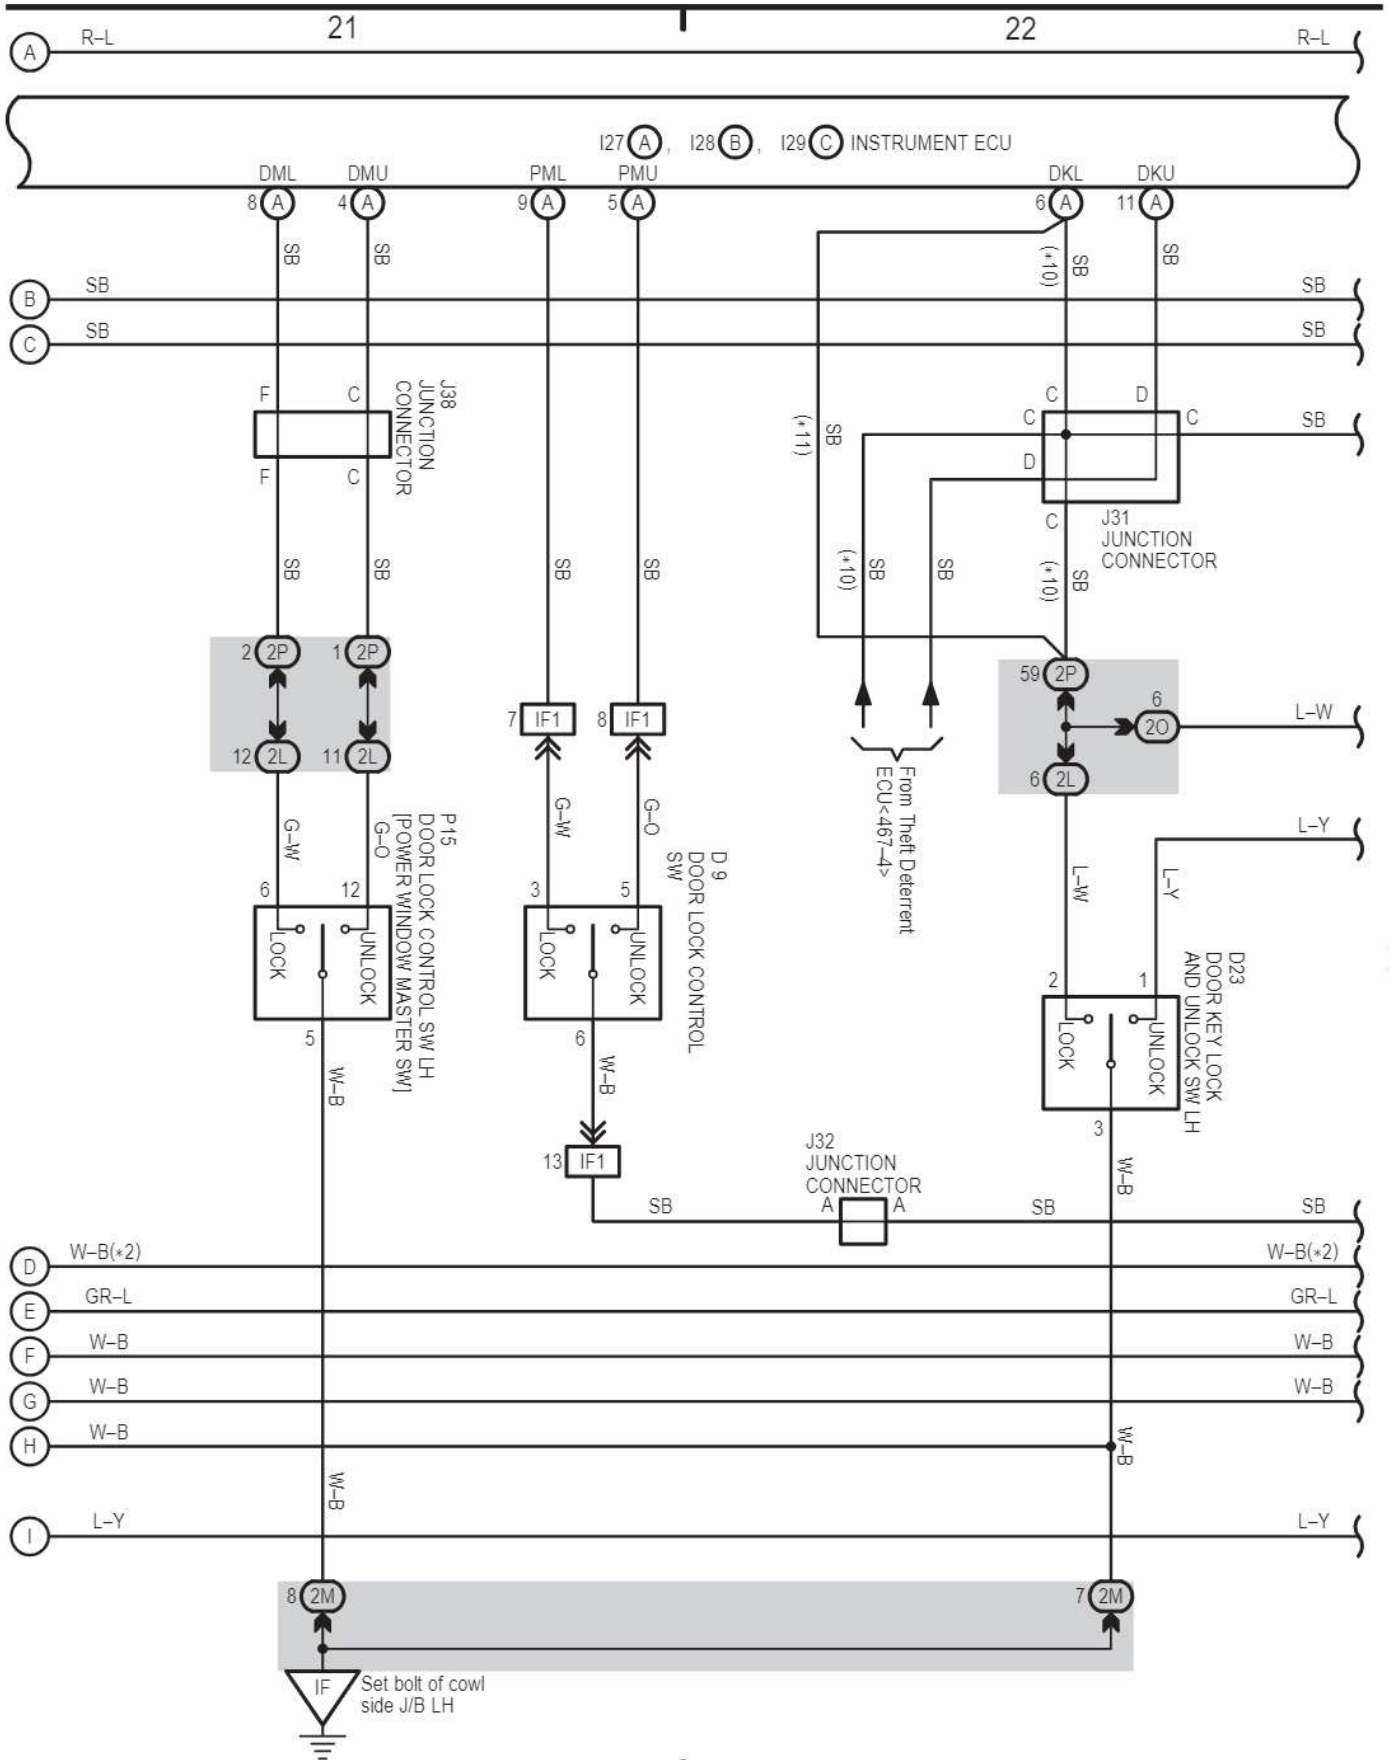 21
22
A
R–L
R–L
I27 A , I28 B , I29 C INSTRUMENT ECU
DML
DMU
PML
PMU
DKL
DKU
8 A
4 A
9 A
5 A
6 A
11 A
SB
SB
(*10)
SB
SB
B
SB
SB
C
SB
SB
F
C
J38
JUNCTION
CONNECTOR
F
C
(*11)
SB
C
D
C
C
SB
D
C
J31
JUNCTION
CONNECTOR
SB
SB
SB
SB
(*10)
SB
SB
(*10)
SB
2 2P
1 2P
12 2L
11 2L
7 IF1
8 IF1
59 2P
6
2O
6 2L
L–W
From Theft Deterrent
ECU<467–4>
G–W
G–O
G–W
G–O
L–W
L–Y
L–Y
P15
DOOR LOCK CONTROL SW LH
[POWER WINDOW MASTER SW]
6
12
LOCK
UNLOCK
5
D 9
DOOR LOCK CONTROL
SW
3
5
LOCK
UNLOCK
6
D23
DOOR KEY LOCK
AND UNLOCK SW LH
2
1
LOCK
UNLOCK
3
W–B
W–B
W–B
13 IF1
J32
JUNCTION
CONNECTOR
A
A
SB
SB
SB
D
W–B(*2)
W–B(*2)
E
GR–L
GR–L
F
W–B
W–B
G
W–B
W–B
H
W–B
W–B
W–B
I
L–Y
L–Y
8 2M
7 2M
IF
Set bolt of cowl
side J/B LH